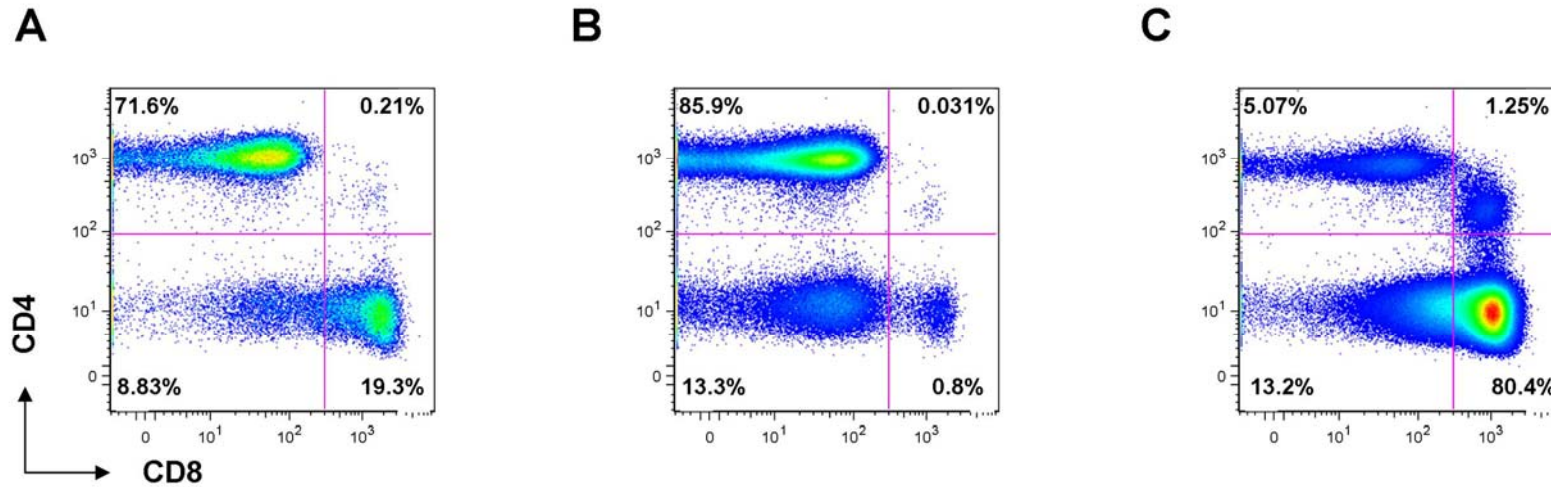 A
B
C
71.6% 0.21%
85.9% 0.031%
5.07% 1.25%
10³ 10³ 10³
10² 10² 10²
10¹ 10¹ 10¹
0 0 0
8.83% 19.3%
13.3% 0.8%
13.2% 80.4%
0 10¹ 10² 10³
0 10¹ 10² 10³
0 10¹ 10² 10³
CD4
CD8